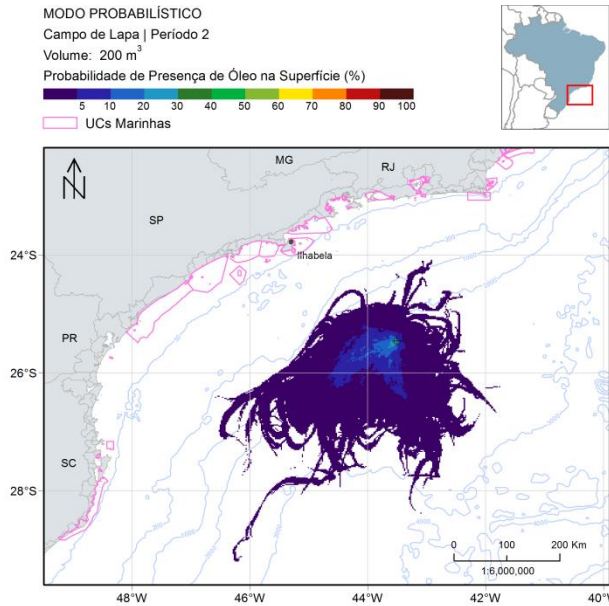 MODO PROBABILÍSTICO
Campo de Lapa | Período 2
Volume: 200 m³
Probabilidade de Presença de Óleo na Superfície (%)
5 10 20 30 40 50 60 70 80 90 100
UCs Marinhas
N
MG
RJ
SP
24°S
Ilhabela
PR
26°S
SC
28°S
0 100 200 Km
1:6,000,000
48°W 46°W 44°W 42°W 40°W